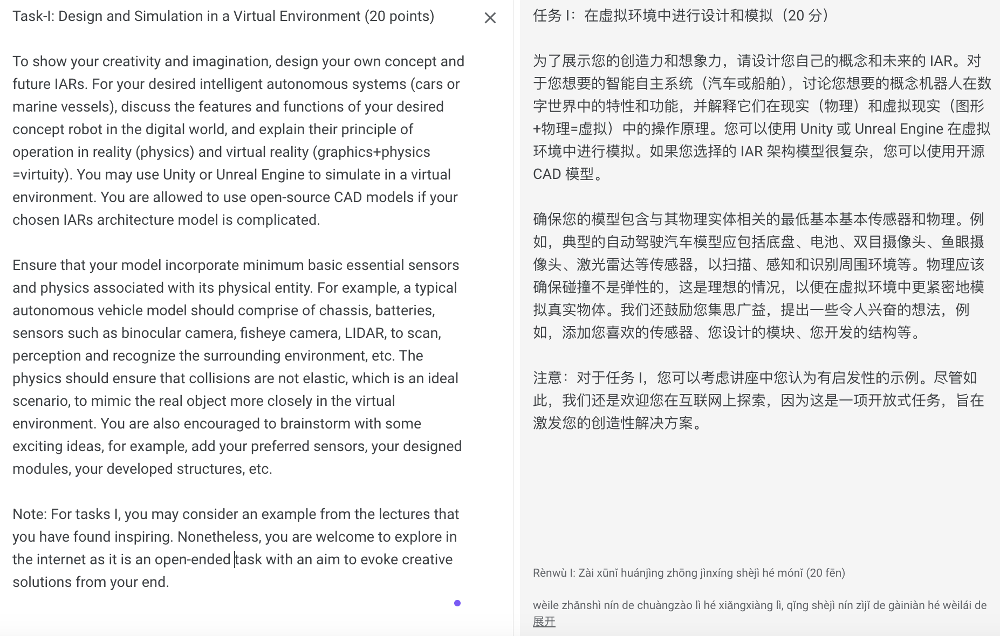 Task-I: Design and Simulation in a Virtual Environment (20 points)
To show your creativity and imagination, design your own concept and
future IARs. For your desired intelligent autonomous systems (cars or
marine vessels), discuss the features and functions of your desired
concept robot in the digital world, and explain their principle of
operation in reality (physics) and virtual reality (graphics+physics
=virtuity). You may use Unity or Unreal Engine to simulate in a virtual
environment. You are allowed to use open-source CAD models if your
chosen IARs architecture model is complicated.
Ensure that your model incorporate minimum basic essential sensors
and physics associated with its physical entity. For example, a typical
autonomous vehicle model should comprise of chassis, batteries,
sensors such as binocular camera, fisheye camera, LIDAR, to scan,
perception and recognize the surrounding environment, etc. The
physics should ensure that collisions are not elastic, which is an ideal
scenario, to mimic the real object more closely in the virtual
environment. You are also encouraged to brainstorm with some
exciting ideas, for example, add your preferred sensors, your designed
modules, your developed structures, etc.
Note: For tasks I, you may consider an example from the lectures that
you have found inspiring. Nonetheless, you are welcome to explore in
the internet as it is an open-ended task with an aim to evoke creative
solutions from your end.
任务 I：在虚拟环境中进行设计和模拟（20 分）
为了展示您的创造力和想象力，请设计您自己的概念和未来的 IAR。对
于您想要的智能自主系统（汽车或船舶），讨论您想要的概念机器人在数
字世界中的特性和功能，并解释它们在现实（物理）和虚拟现实（图形
+物理=虚拟）中的操作原理。您可以使用 Unity 或 Unreal Engine 在虚拟
环境中进行模拟。如果您选择的 IAR 架构模型很复杂，您可以使用开源
CAD 模型。
确保您的模型包含与其物理实体相关的最低基本基本传感器和物理。例
如，典型的自动驾驶汽车模型应包括底盘、电池、双目摄像头、鱼眼摄
像头、激光雷达等传感器，以扫描、感知和识别周围环境等。物理应该
确保碰撞不是弹性的，这是理想的情况，以便在虚拟环境中更紧密地模
拟真实物体。我们还鼓励您集思广益，提出一些令人兴奋的想法，例
如，添加您喜欢的传感器、您设计的模块、您开发的结构等。
注意：对于任务 I，您可以考虑讲座中您认为有启发性的示例。尽管如
此，我们还是欢迎您在互联网上探索，因为这是一项开放式任务，旨在
激发您的创造性解决方案。
Rènwù I: Zài xūnǐ huánjìng zhōng jìnxíng shèjì hé mónǐ (20 fēn)
wèile zhǎnshì nín de chuàngzào lì hé xiǎngxiàng lì, qǐng shèjì nín zìjǐ de gàiniàn hé wèilái de
展开